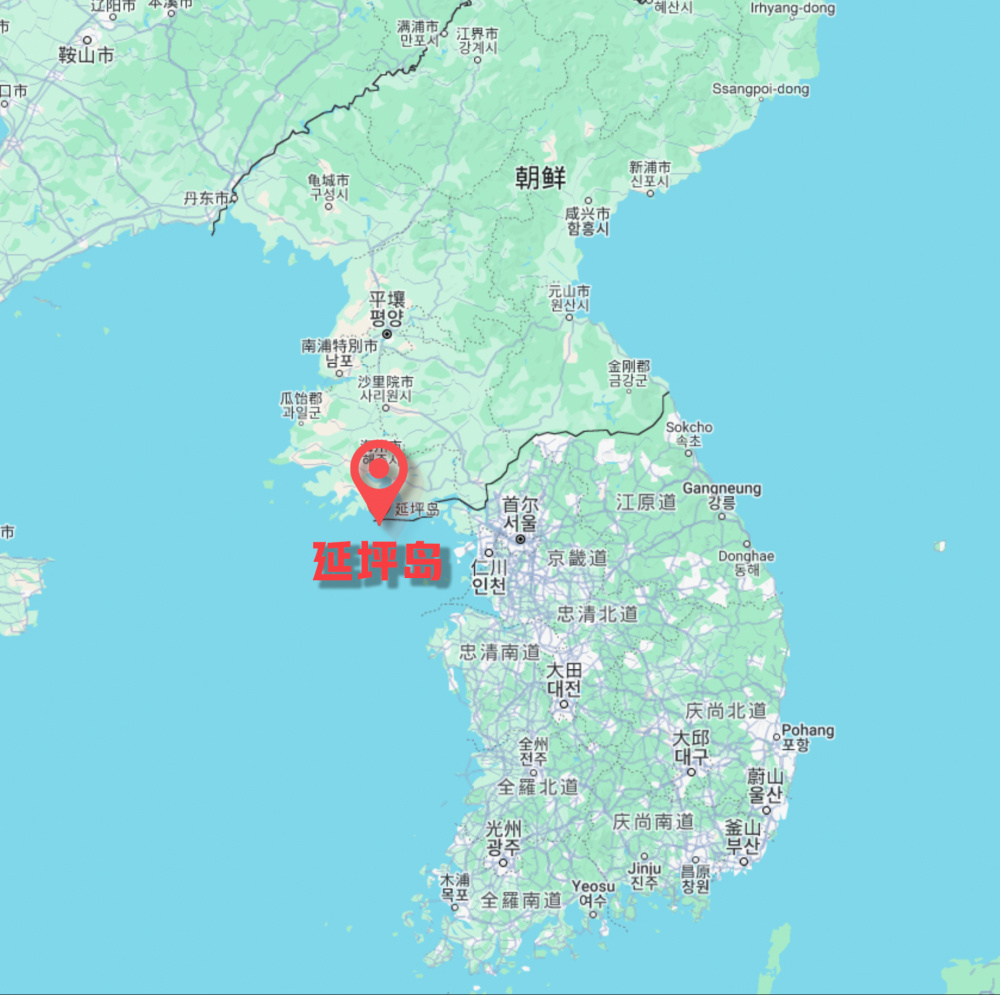 辽阳市
本溪市
鞍山市
口市
满浦市
만포시
江界市
강계시
혜산시
Irhyang-dong
Ssangpoi-dong
丹东市
龟城市
구성시
朝鲜
新浦市
신포시
咸兴市
함흥시
平壤
평양
元山市
원산시
南浦特別市
남포
沙里院市
사리원시
金刚郡
금강군
瓜饴郡
과일군
Sokcho
속초
延坪岛
延坪岛
首尔
서울
江原道
Gangneung
강릉
市
仁川
인천
京畿道
Donghae
동해
忠清北道
忠清南道
大田
대전
庆尚北道
Pohang
포항
大邱
대구
全州
전주
全羅北道
蔚山
울산
庆尚南道
釜山
부산
光州
광주
Jinju
진주
昌原
창원
木浦
목포
全羅南道
Yeosu
여수